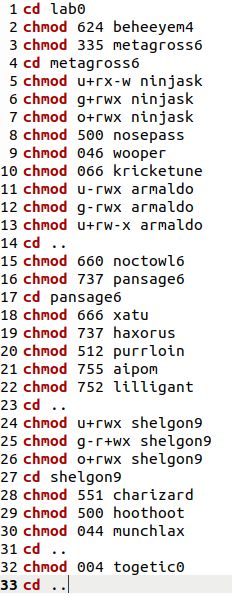 1 cd lab0
2 chmod 624 beheeyem4
3 chmod 335 metagross6
4 cd metagross6
5 chmod u+rx-w ninjask
6 chmod g+rwx ninjask
7 chmod o+rwx ninjask
8 chmod 500 nosepass
9 chmod 046 wooper
10 chmod 066 kricketune
11 chmod u-rwx armaldo
12 chmod g-rwx armaldo
13 chmod u+rw-x armaldo
14 cd ..
15 chmod 660 noctowl6
16 chmod 737 pansage6
17 cd pansage6
18 chmod 666 xatu
19 chmod 737 haxorus
20 chmod 512 purrloin
21 chmod 755 aipom
22 chmod 752 lilligant
23 cd ..
24 chmod u+rwx shelgon9
25 chmod g-r+wx shelgon9
26 chmod o+rwx shelgon9
27 cd shelgon9
28 chmod 551 charizard
29 chmod 500 hoothoot
30 chmod 044 munchlax
31 cd ..
32 chmod 004 togetic0
33 cd ..